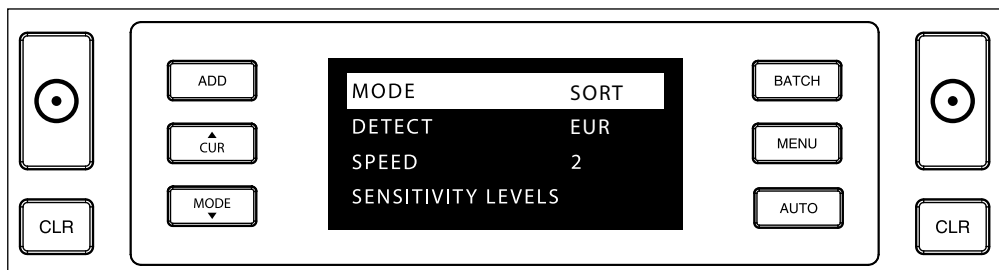 ADD
CUR
MODE
CLR
MODE SORT
DETECT EUR
SPEED 2
SENSITIVITY LEVELS
BATCH
MENU
AUTO
CLR